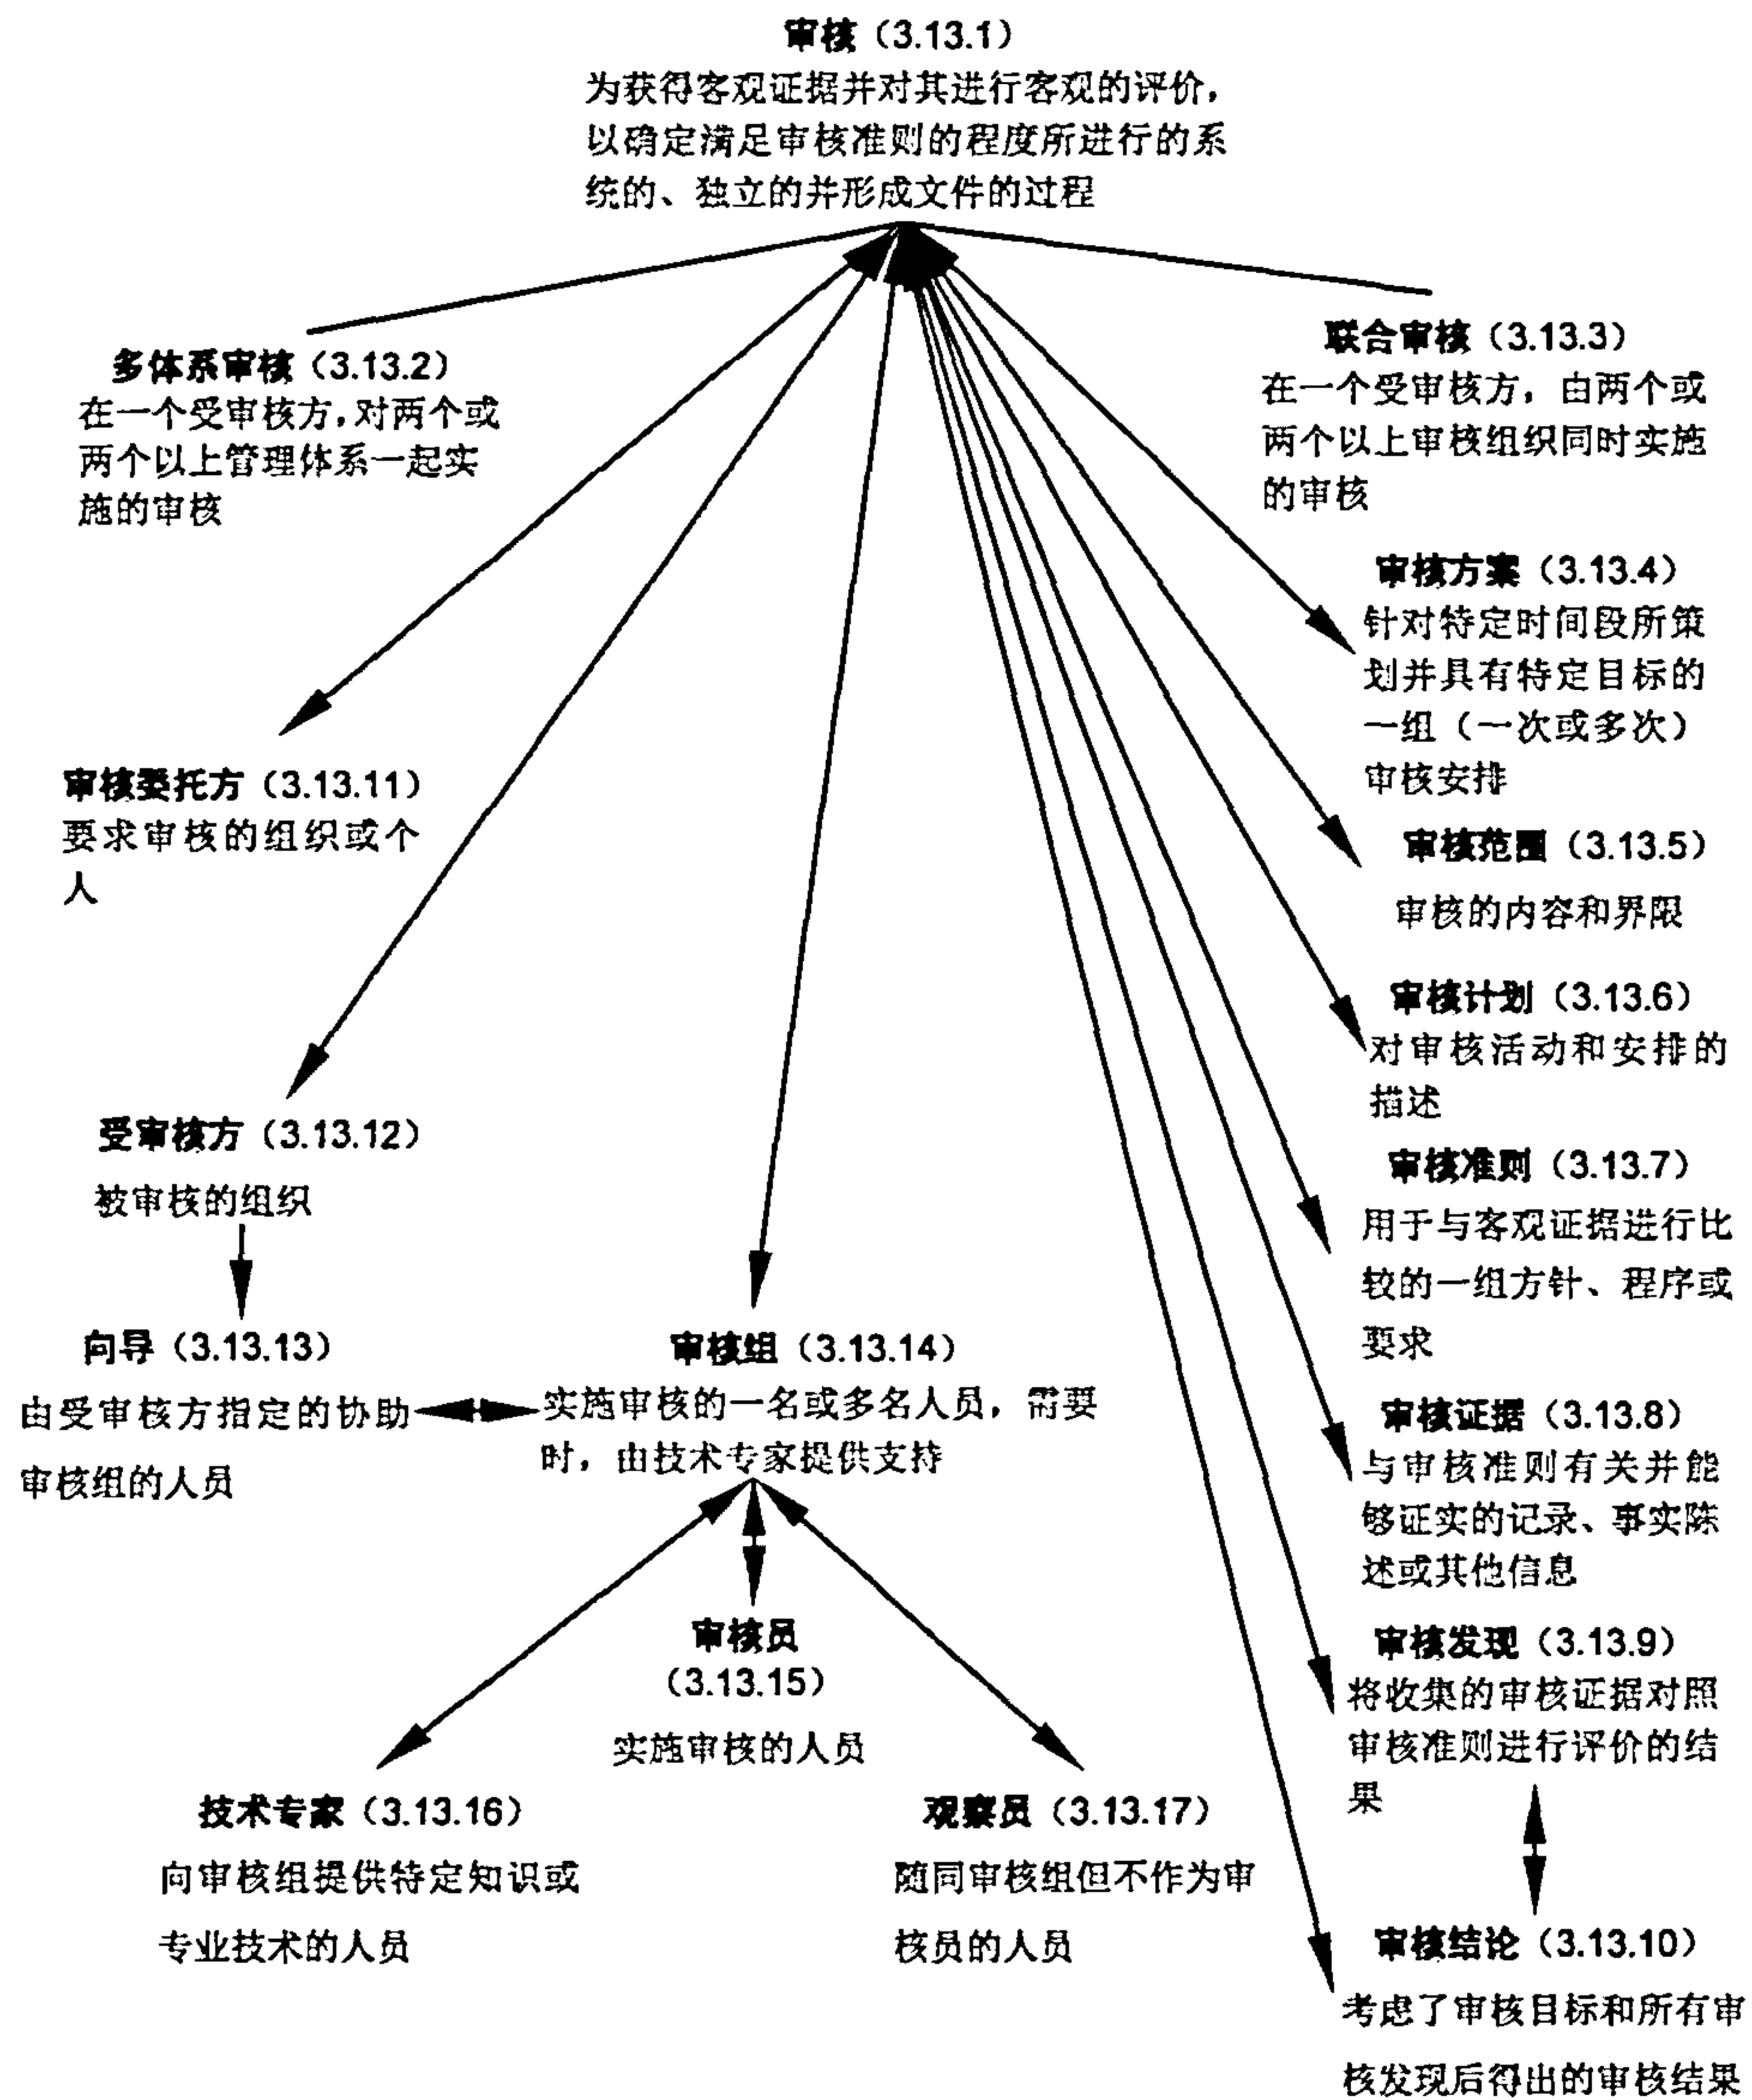 审核（3.13.1）
为获得客观证据并对其进行客观的评价，
以确定满足审核准则的程度所进行的系
统的、独立的并形成文件的过程
多体系审核（3.13.2）
在一个受审核方，对两个或
两个以上管理体系一起实
施的审核
联合审核（3.13.3）
在一个受审核方，由两个或
两个以上审核组织同时实施
的审核
审核方案（3.13.4）
针对特定时间段所策
划并具有特定目标的
一组（一次或多次）
审核安排
审核范围（3.13.5）
审核的内容和界限
审核计划（3.13.6）
对审核活动和安排的
描述
审核准则（3.13.7）
用于与客观证据进行比
较的一组方针、程序或
要求
审核证据（3.13.8）
与审核准则有关并能
够证实的记录、事实陈
述或其他信息
审核发现（3.13.9）
将收集的审核证据对照
审核准则进行评价的结
果
审核结论（3.13.10）
考虑了审核目标和所有审
核发现后得出的审核结果
审核委托方（3.13.11）
要求审核的组织或个
人
受审核方（3.13.12）
被审核的组织
向导（3.13.13）
由受审核方指定的协助
审核组的人员
审核组（3.13.14）
实施审核的一名或多名人员，需要
时，由技术专家提供支持
审核员
（3.13.15）
实施审核的人员
技术专家（3.13.16）
向审核组提供特定知识或
专业技术的人员
观察员（3.13.17）
随同审核组但不作为审
核员的人员